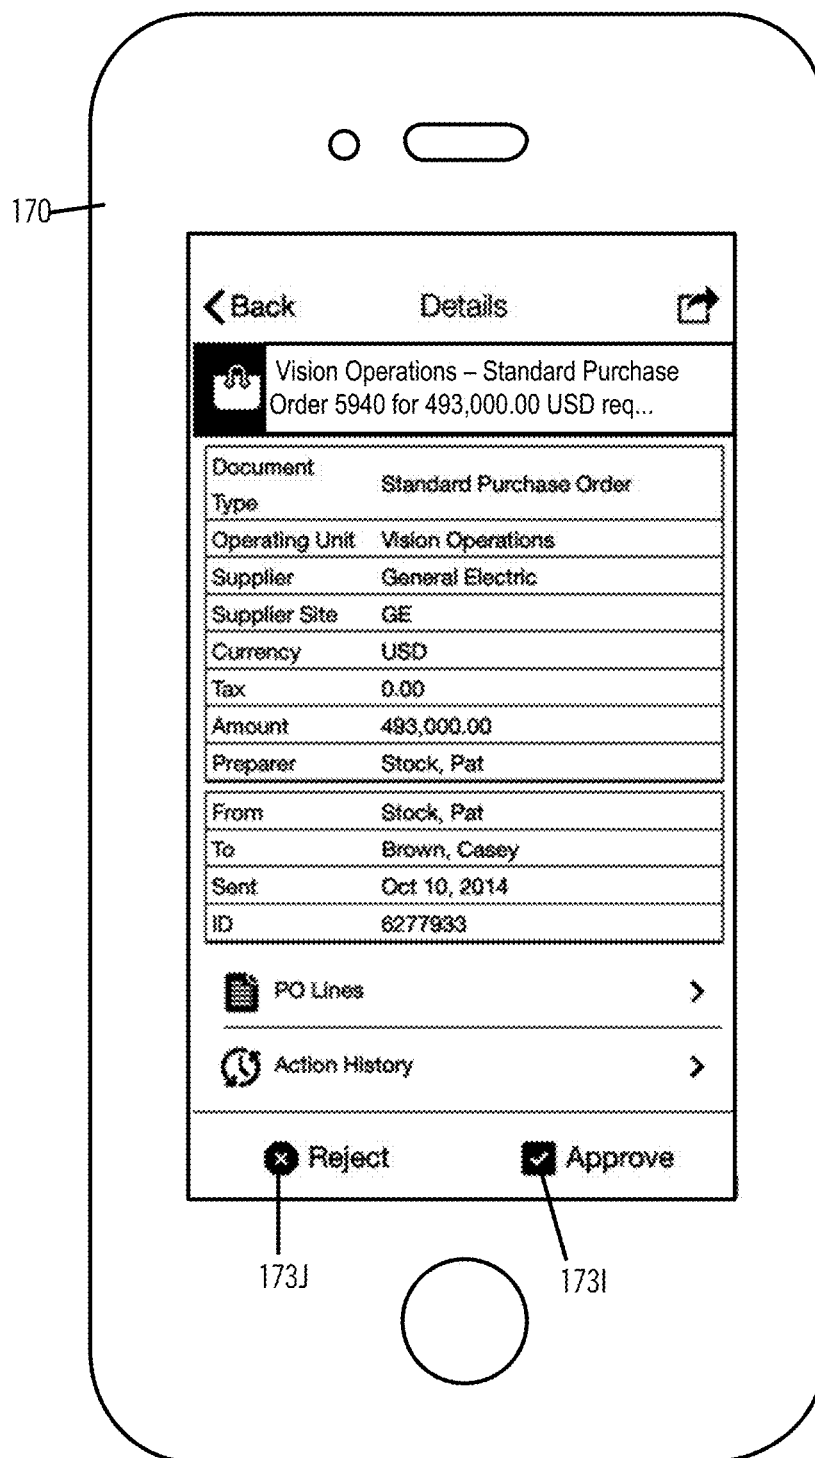 170
Back Details
Vision Operations – Standard Purchase
Order 5940 for 493,000.00 USD req...
Document
Type Standard Purchase Order
Operating Unit Vision Operations
Supplier General Electric
Supplier Site GE
Currency USD
Tax 0.00
Amount 493,000.00
Preparer Stock, Pat
From Stock, Pat
To Brown, Casey
Sent Oct 10, 2014
ID 6277933
PO Lines
Action History
Reject Approve
173J 173I